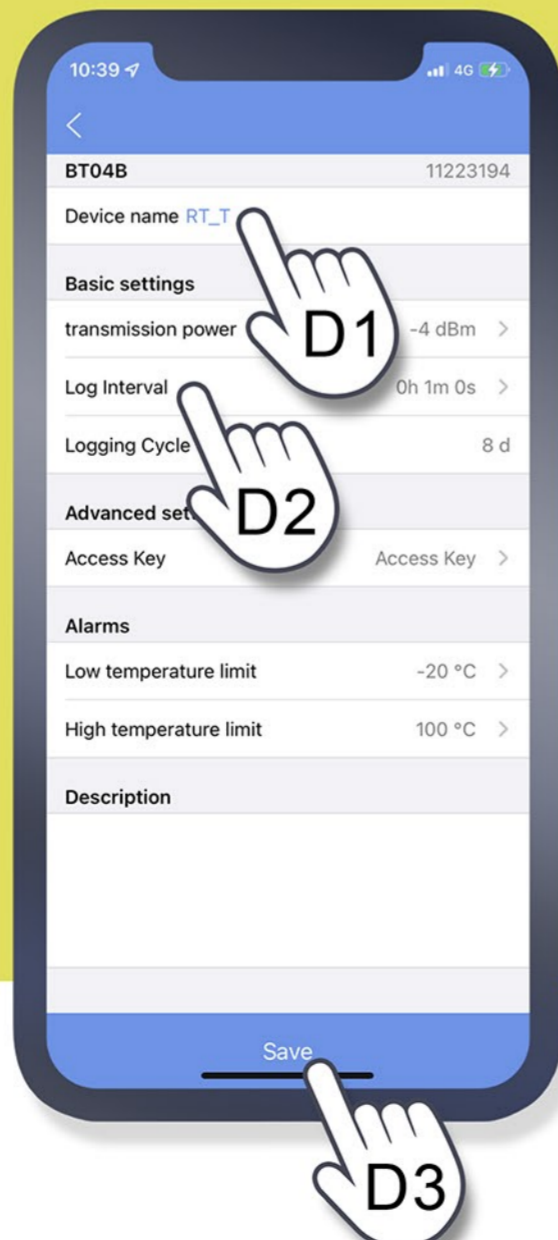 10:39 4G
BT04B 11223194
Device name RT_T
Basic settings
transmission power -4 dBm >
D1
Log Interval 0h 1m 0s >
Logging Cycle 8 d
D2
Advanced set
Access Key Access Key >
Alarms
Low temperature limit -20 °C >
High temperature limit 100 °C >
Description
Save
D3